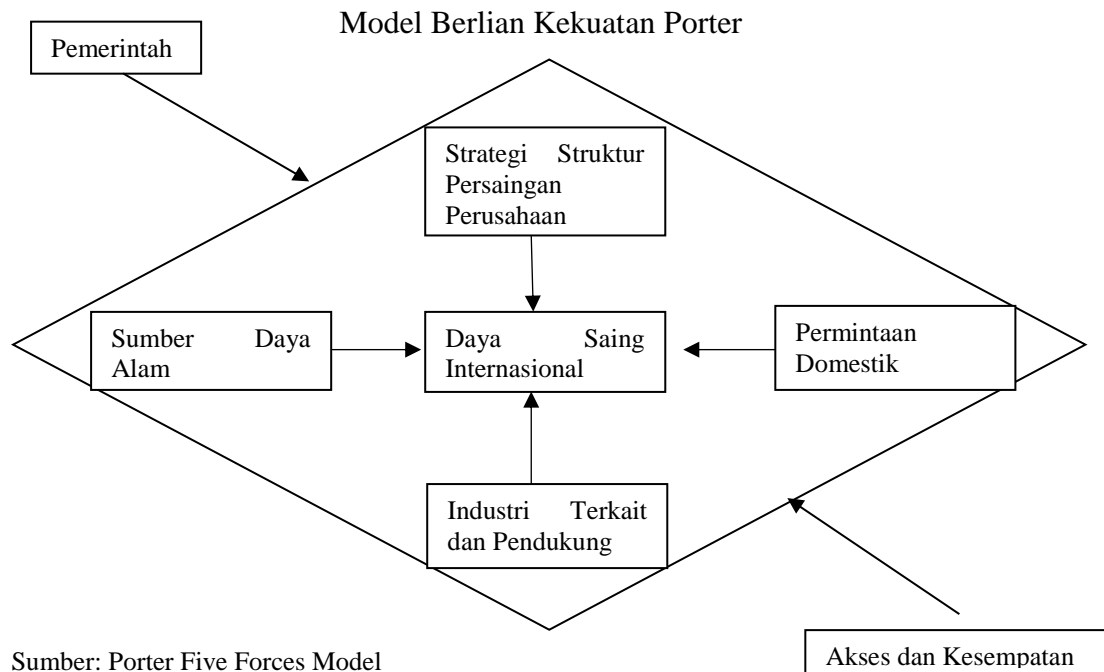 Model Berlian Kekuatan Porter
Pemerintah
Strategi Struktur
Persaingan
Perusahaan
Sumber Daya
Alam
Daya Saing
Internasional
Permintaan
Domestik
Industri Terkait
dan Pendukung
Sumber: Porter Five Forces Model
Akses dan Kesempatan